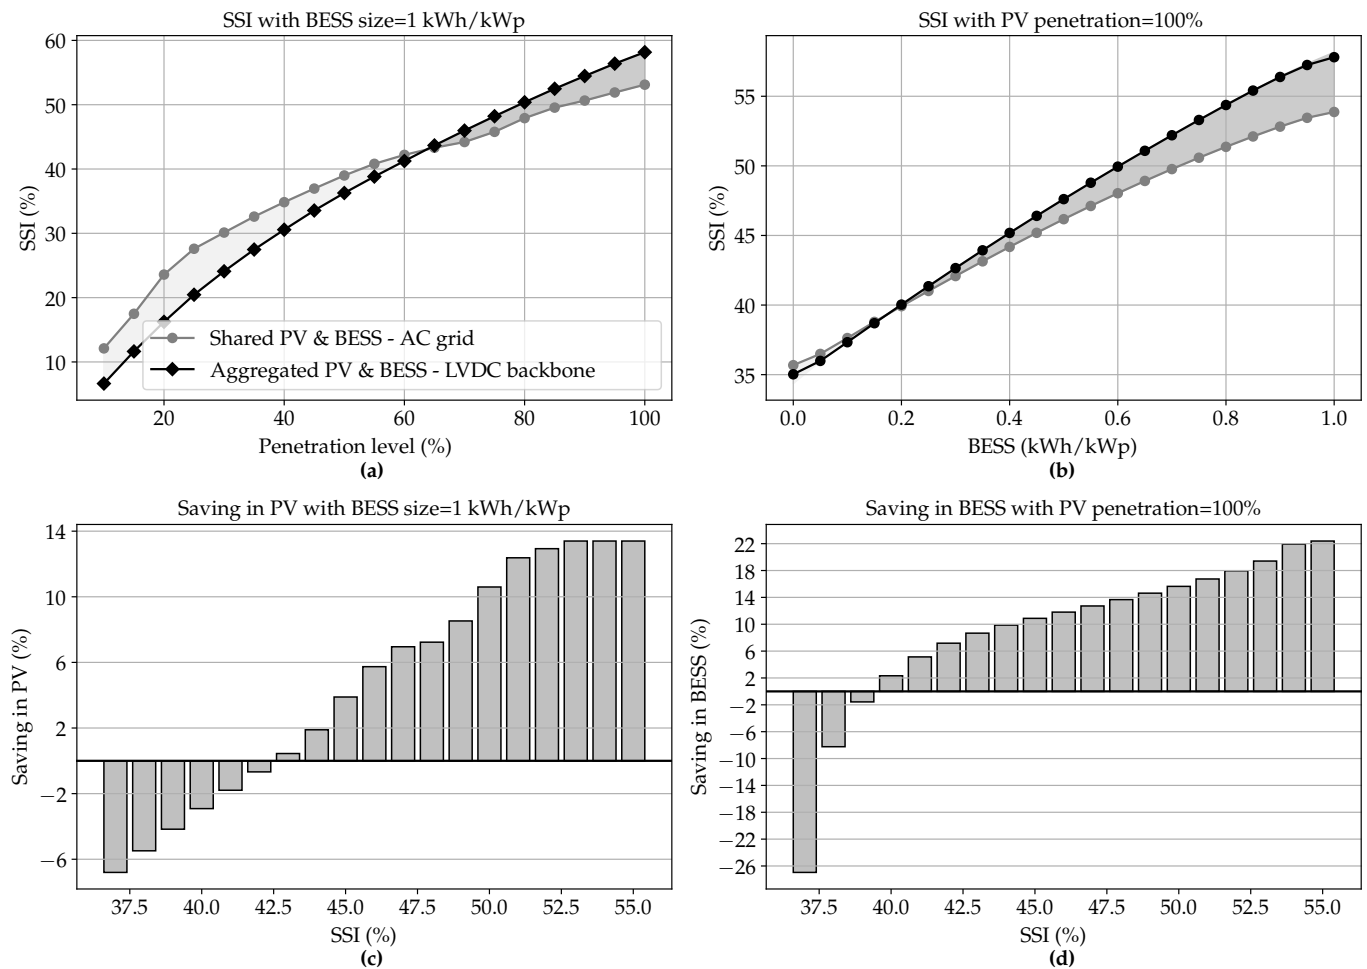 SSI with BESS size=1 kWh/kWp
60
50
40
30
20
10
SSI (%)
Shared PV & BESS - AC grid
Aggregated PV & BESS - LVDC backbone
20 40 60 80 100
Penetration level (%)
(a)
SSI with PV penetration=100%
55
50
45
40
35
SSI (%)
0.0 0.2 0.4 0.6 0.8 1.0
BESS (kWh/kWp)
(b)
Saving in PV with BESS size=1 kWh/kWp
14
10
6
2
−2
−6
Saving in PV (%)
37.5 40.0 42.5 45.0 47.5 50.0 52.5 55.0
SSI (%)
(c)
Saving in BESS with PV penetration=100%
22
18
14
10
6
2
−2
−6
−10
−14
−18
−22
−26
Saving in BESS (%)
37.5 40.0 42.5 45.0 47.5 50.0 52.5 55.0
SSI (%)
(d)